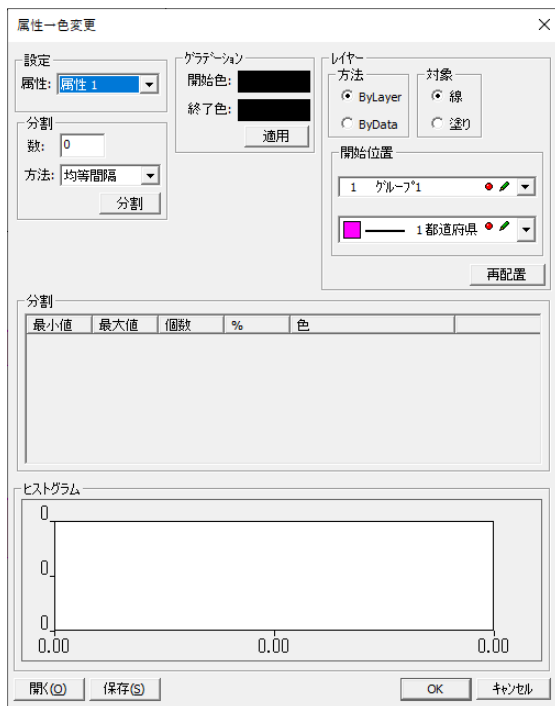 属性→色変更
設定
属性: 属性 1
分割
数: 0
方法: 均等間隔
分割
ｸﾞﾗﾃﾞｰｼｮﾝ
開始色:
終了色:
適用
ﾚｲﾔｰ
方法
ByLayer
ByData
対象
線
塗り
開始位置
1 ｸﾞﾙｰﾌﾟ1
1 都道府県
再配置
分割
最小値 最大値 個数 % 色
ﾋｽﾄｸﾞﾗﾑ
0
0
0
0.00 0.00 0.00
開く(O) 保存(S) OK ｷｬﾝｾﾙ